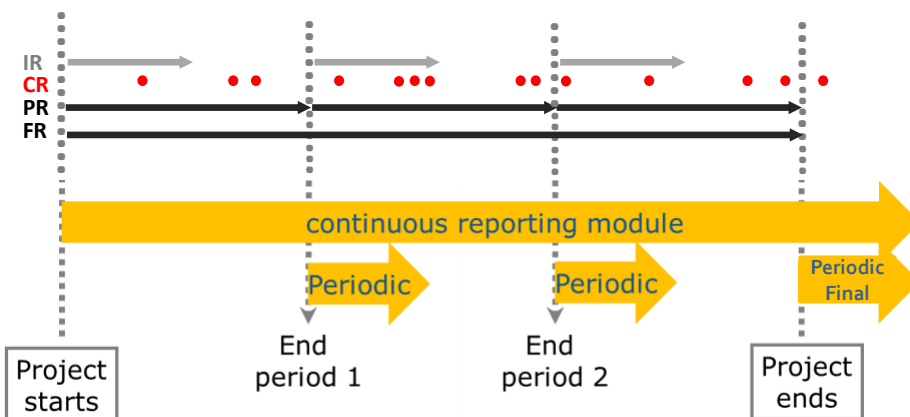 IR
CR
PR
FR
continuous reporting module
Periodic
Periodic
Periodic
Final
End
period 1
End
period 2
Project
starts
Project
ends